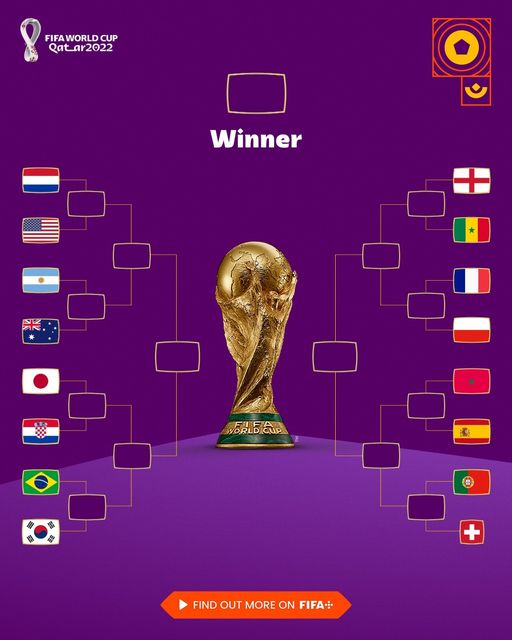 FIFA WORLD CUP
Qatar2022
Winner
FIFA
WORLD CUP
FIND OUT MORE ON FIFA+